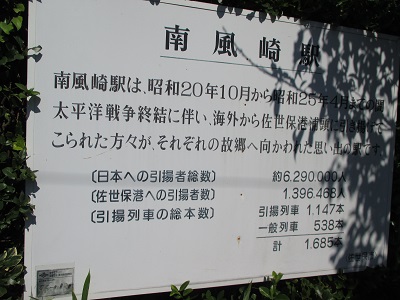 南風崎駅
南風崎駅は、昭和20年10月から昭和25年4月までの間
太平洋戦争終結に伴い、海外から佐世保港浦頭に引き揚げて
こられた方々が、それぞれの故郷へ向かわれた思い出の駅です。
〔日本への引揚者総数〕 約6,290,000人
〔佐世保港への引揚者数〕 1,396,468人
〔引揚列車の総本数〕 引揚列車 1,147本
一般列車 538本
計 1,685本